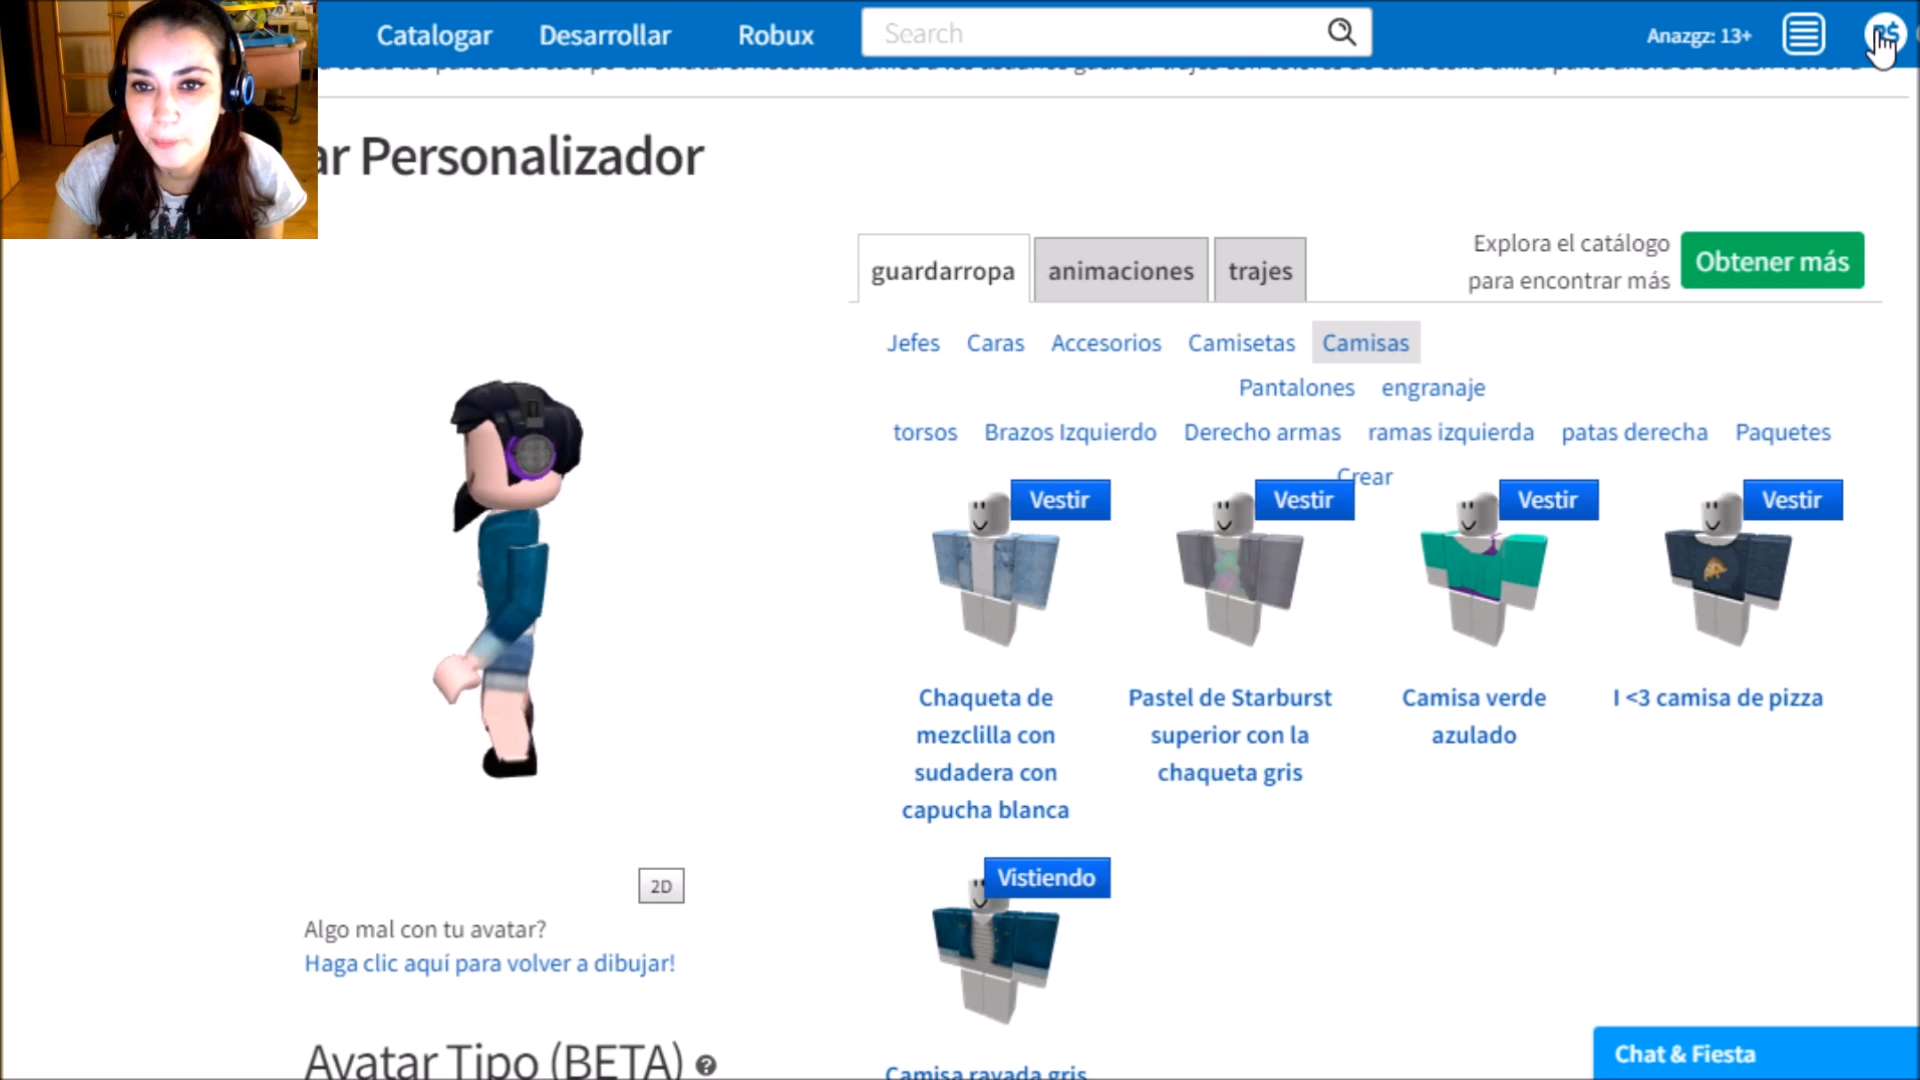 Catalogar Desarrollar Robux Search Anazgz: 13+ R$
ar Personalizador
guardarropa animaciones trajes
Explora el catálogo
para encontrar más
Obtener más
Jefes Caras Accesorios Camisetas Camisas
Pantalones engranaje
torsos Brazos Izquierdo Derecho armas ramas izquierda patas derecha Paquetes
Crear
Vestir Vestir Vestir Vestir
Chaqueta de
mezclilla con
sudadera con
capucha blanca
Pastel de Starburst
superior con la
chaqueta gris
Camisa verde
azulado
I <3 camisa de pizza
Vistiendo
2D
Algo mal con tu avatar?
Haga clic aquí para volver a dibujar!
Avatar Tipo (BETA) ?
Camisa rayada gris
Chat & Fiesta